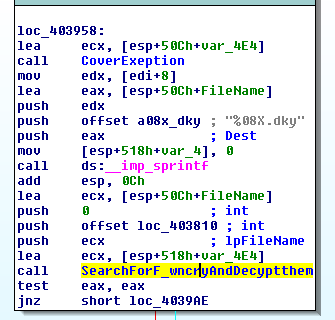 loc_403958:
lea ecx, [esp+50Ch+var_4E4]
call CoverExeption
mov edx, [edi+8]
lea eax, [esp+50Ch+FileName]
push edx
push offset a08x_dky ; "%08X.dky"
push eax ; Dest
mov [esp+518h+var_4], 0
call ds:__imp_sprintf
add esp, 0Ch
lea ecx, [esp+50Ch+FileName]
push 0 ; int
push offset loc_403810 ; int
push ecx ; lpFileName
lea ecx, [esp+518h+var_4E4]
call SearchForF_wncryAndDecyptthem
test eax, eax
jnz short loc_4039AE